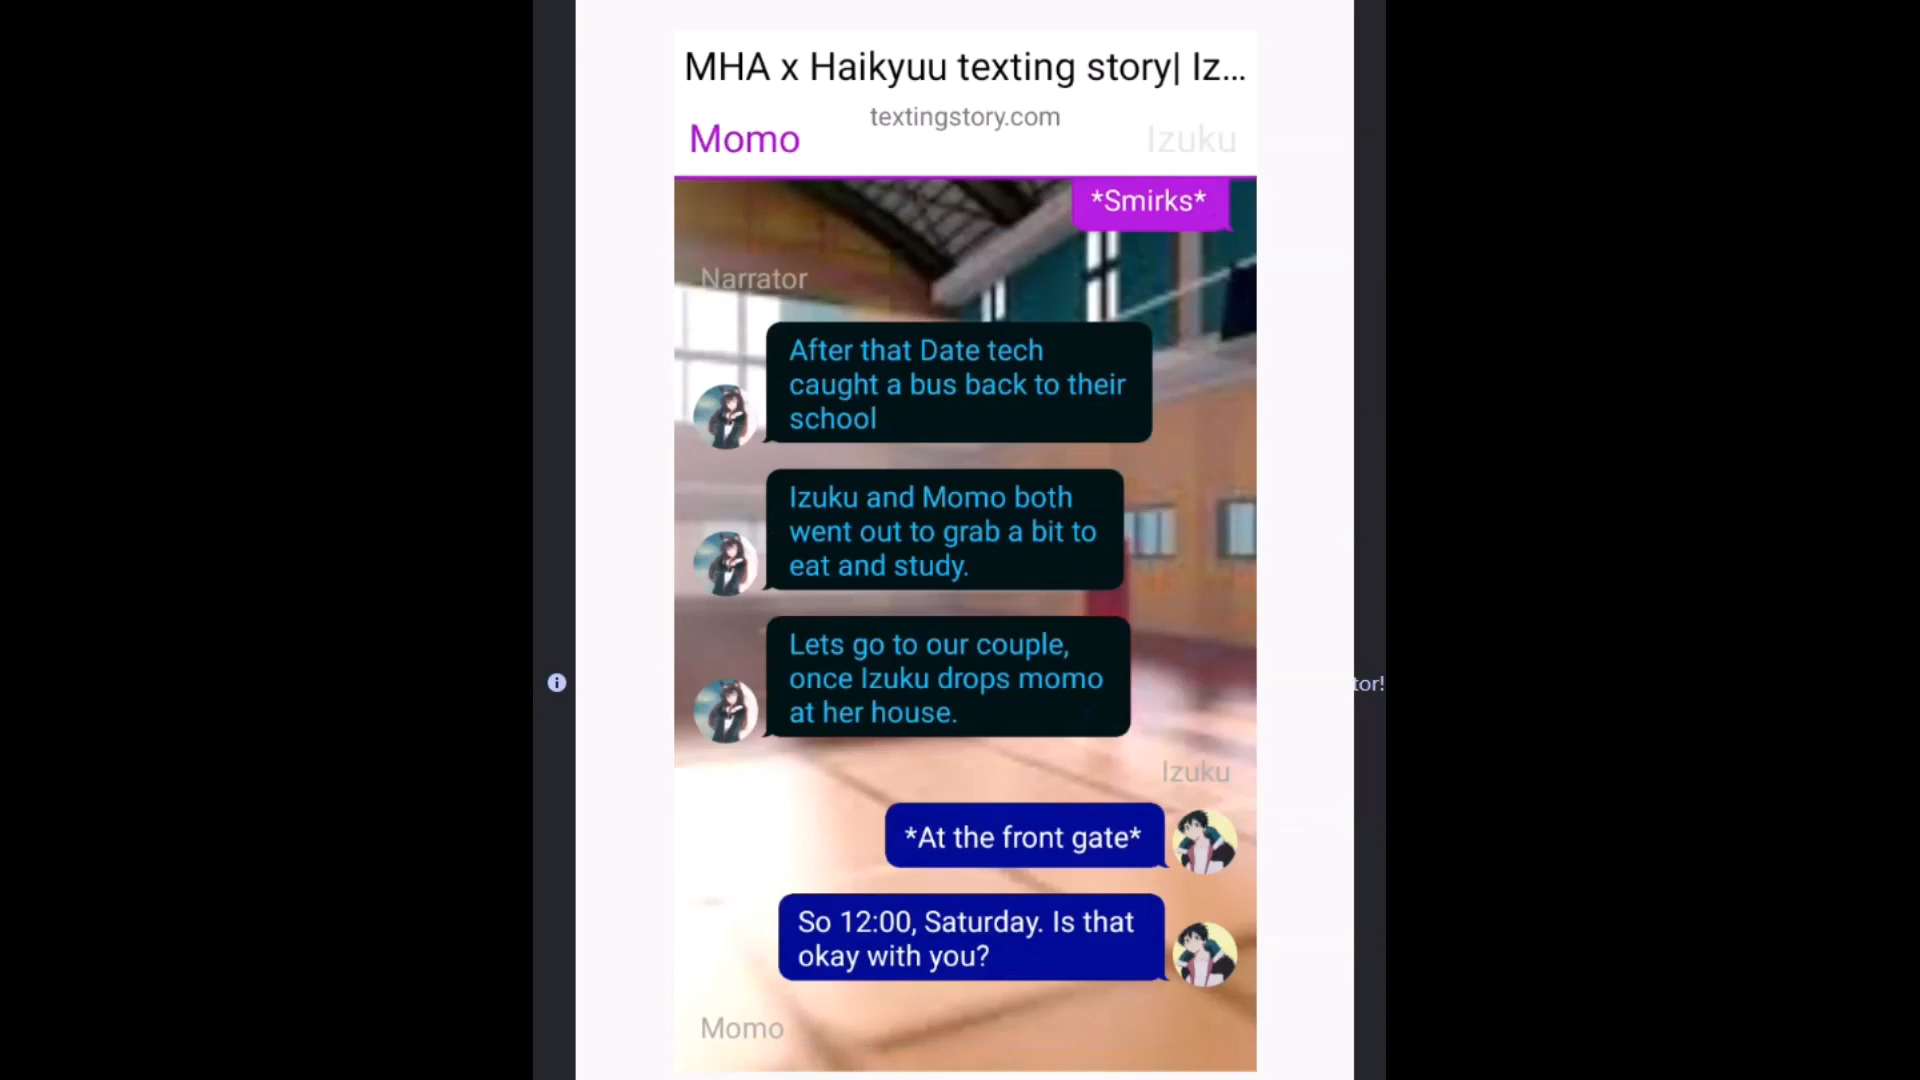 MHA x Haikyuu texting story| Iz...
textingstory.com
Momo
Izuku
*Smirks*
Narrator
After that Date tech
caught a bus back to their
school
Izuku and Momo both
went out to grab a bit to
eat and study.
Lets go to our couple,
once Izuku drops momo
at her house.
tor!
Izuku
*At the front gate*
So 12:00, Saturday. Is that
okay with you?
Momo